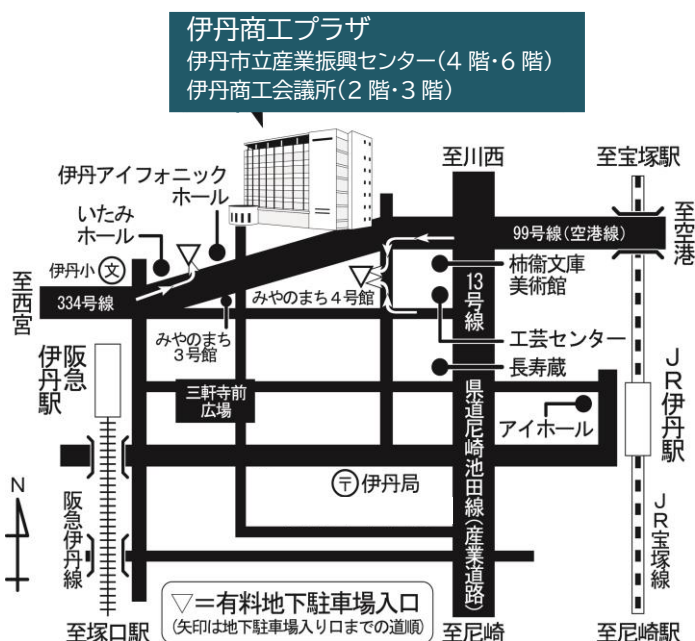 伊丹商工プラザ
伊丹市立産業振興センター(4 階・6 階)
伊丹商工会議所(2 階・3 階)
至川西
至宝塚駅
伊丹アイフォニック
ホール
いたみ
ホール
至空港
99号線(空港線)
伊丹小
文
柿衞文庫
美術館
至西宮
334号線
みやのまち4号館
13号線
みやのまち
3号館
工芸センター
阪急
伊丹駅
長寿蔵
JR伊丹駅
三軒寺前
広場
県道尼崎池田線(産業道路)
アイホール
N
〒
伊丹局
阪急伊丹線
JR宝塚線
▽=有料地下駐車場入口
(矢印は地下駐車場入り口までの道順)
至塚口駅
至尼崎
至尼崎駅